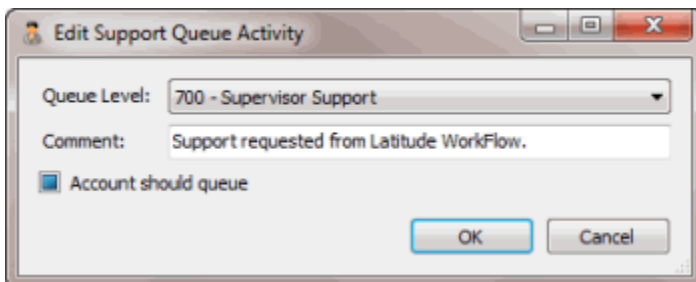 Edit Support Queue Activity
Queue Level: 700 - Supervisor Support
Comment: Support requested from Latitude WorkFlow.
Account should queue
OK Cancel